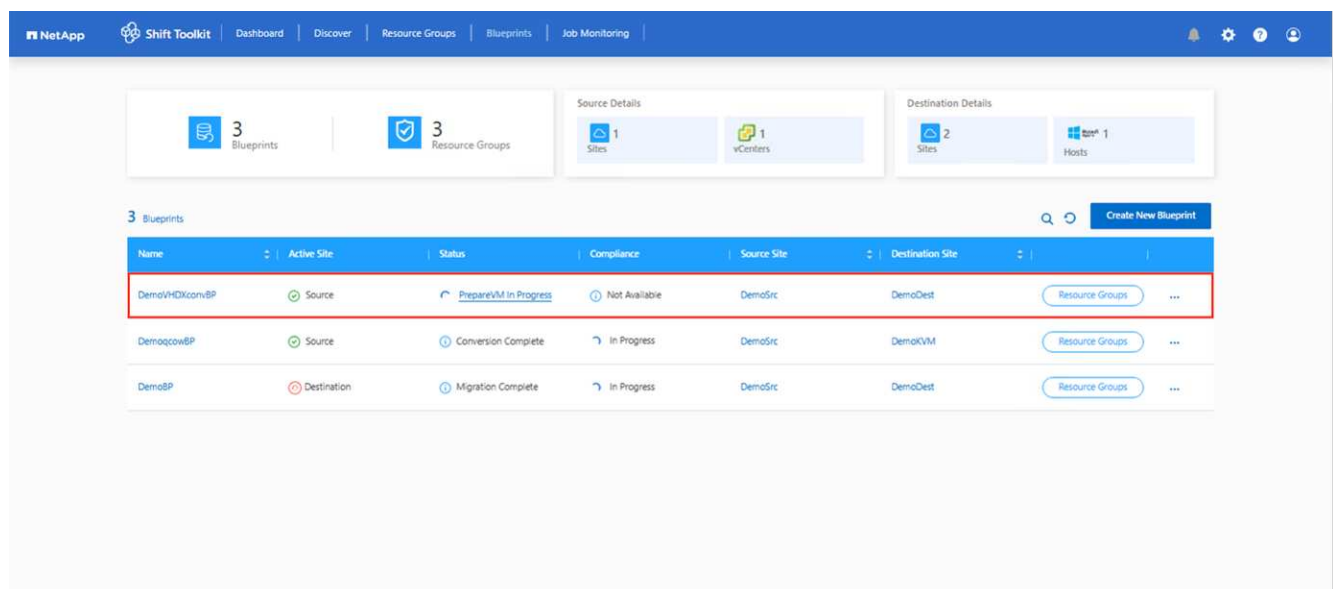 NetApp Shift Toolkit Dashboard Discover Resource Groups Blueprints Job Monitoring
Source Details Destination Details
3 3 1 1 2 1
Blueprints Resource Groups Sites vCenters Sites Hosts
3 Blueprints Create New Blueprint
Name Active Site Status Compliance Source Site Destination Site
DemoVHDXconvBP Source PrepareVM In Progress Not Available DemoSrc DemoDest Resource Groups ...
DemoqcowBP Source Conversion Complete In Progress DemoSrc DemoKVM Resource Groups ...
DemoBP Destination Migration Complete In Progress DemoSrc DemoDest Resource Groups ...